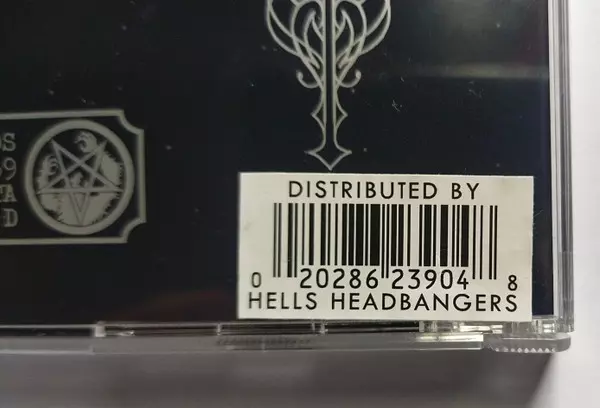 DISTRIBUTED BY
0 20286 23904 8
HELLS HEADBANGERS